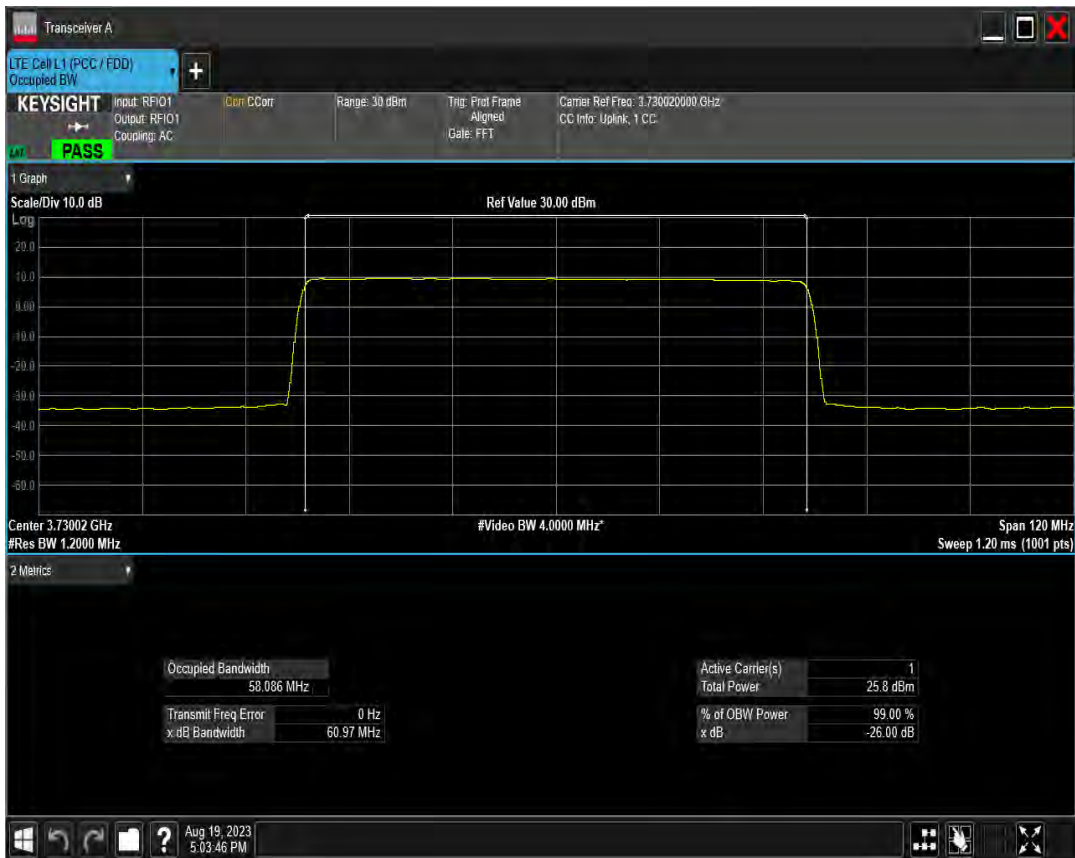 Transceiver A
LTE Cell L1 (PCC / FDD)
Occupied BW
+
KEYSIGHT
Input: RFIO1
Output: RFIO1
Coupling: AC
Corr CCorr
Range: 30 dBm
Trig: Prot Frame
Aligned
Gate: FFT
Carrier Ref Freq: 3.730020000 GHz
CC Info: Uplink, 1 CC
PASS
1 Graph
Scale/Div 10.0 dB
Ref Value 30.00 dBm
Log
20.0
10.0
0.00
-10.0
-20.0
-30.0
-40.0
-50.0
-60.0
Center 3.73002 GHz
#Video BW 4.0000 MHz*
Span 120 MHz
#Res BW 1.2000 MHz
Sweep 1.20 ms (1001 pts)
2 Metrics
Occupied Bandwidth
58.086 MHz
Transmit Freq Error 0 Hz
x dB Bandwidth 60.97 MHz
Active Carrier(s) 1
Total Power 25.8 dBm
% of OBW Power 99.00 %
x dB -26.00 dB
?
Aug 19, 2023
5:03:46 PM